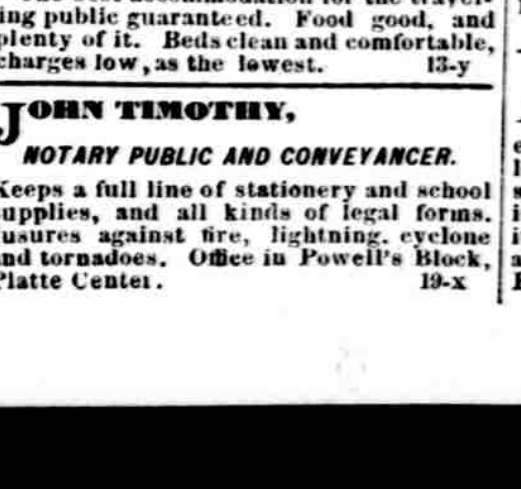 ing public guaranteed. Food good, and
plenty of it. Beds clean and comfortable,
charges low, as the lowest. 13-y
JOHN TIMOTHY,
NOTARY PUBLIC AND CONVEYANCER.
Keeps a full line of stationery and school
supplies, and all kinds of legal forms.
nsures against fire, lightning. cyclone
and tornadoes. Office in Powell's Block,
Platte Center. 19-x